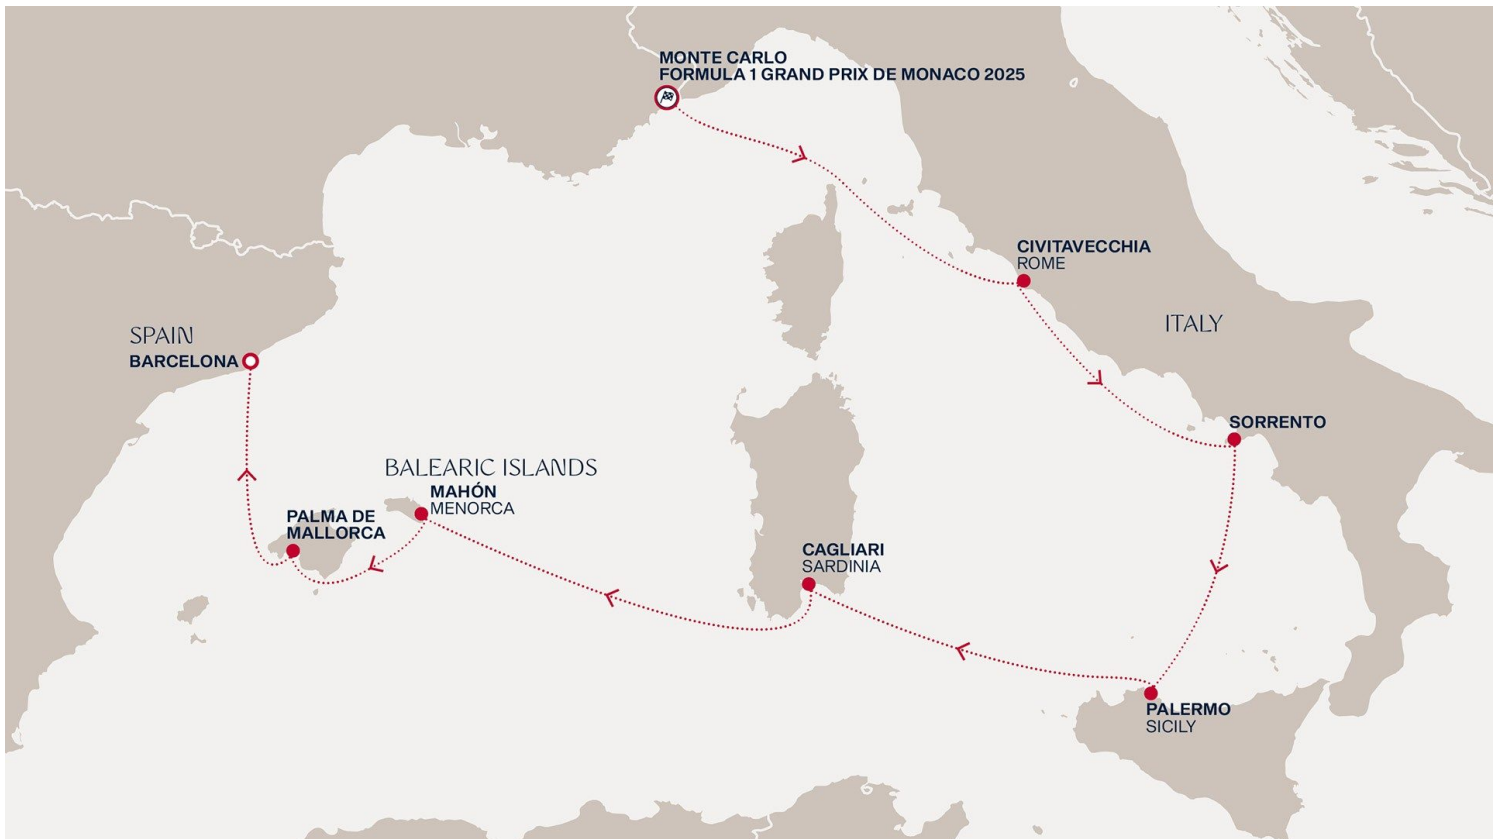 MONTE CARLO
FORMULA 1 GRAND PRIX DE MONACO 2025
CIVITAVECCHIA
ROME
ITALY
SPAIN
BARCELONA
SORRENTO
BALEARIC ISLANDS
MAHÓN
MENORCA
PALMA DE
MALLORCA
CAGLIARI
SARDINIA
PALERMO
SICILY